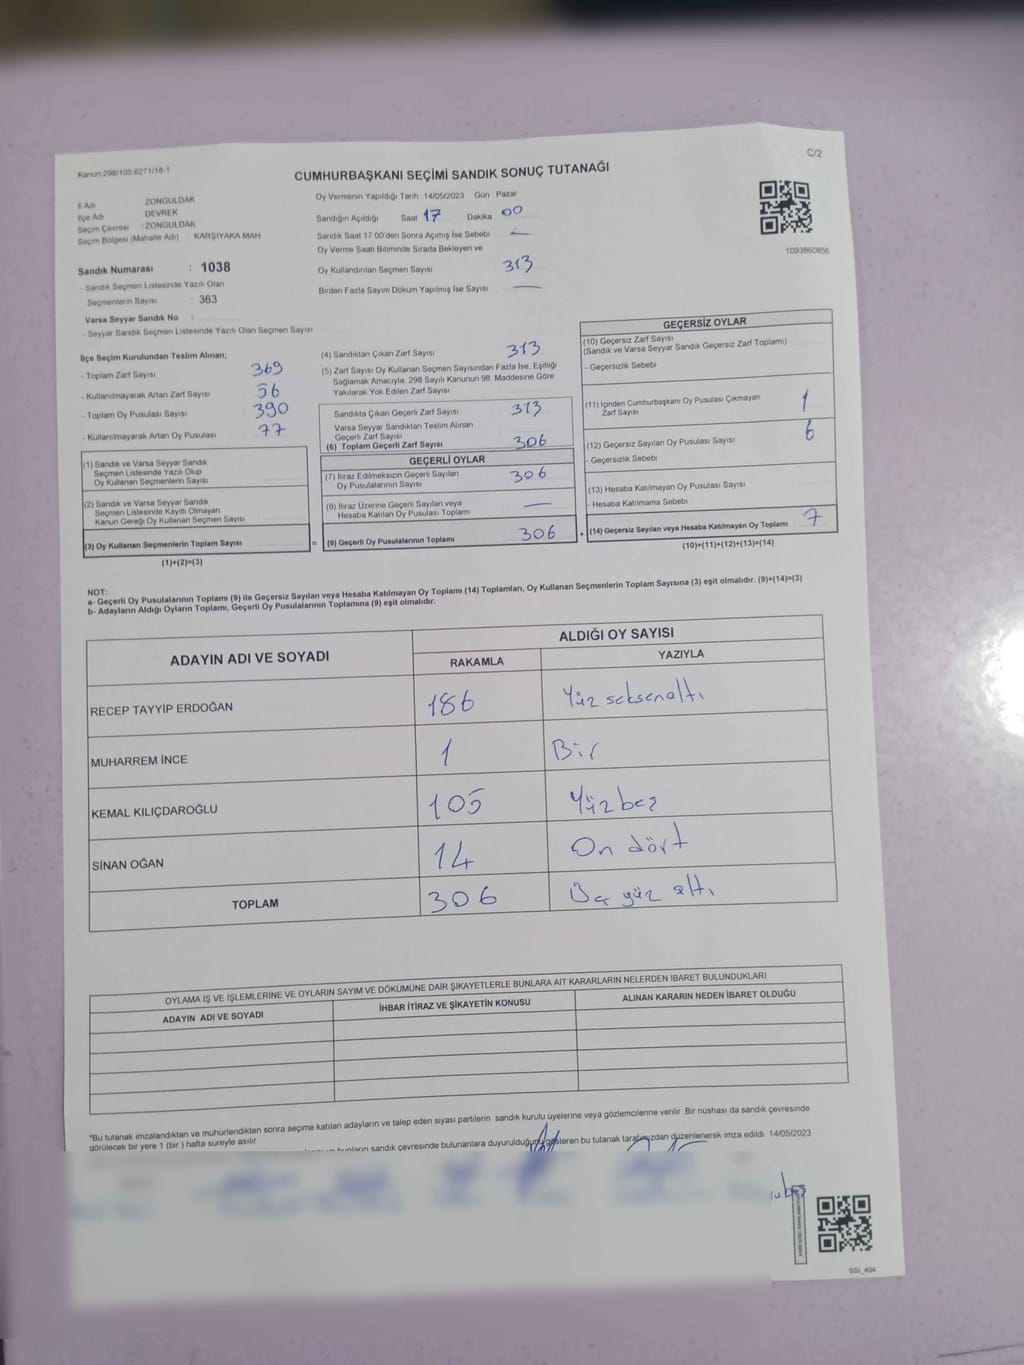 Kanun:298/105,6271/18-1
C/2
CUMHURBAŞKANI SEÇİMİ SANDIK SONUÇ TUTANAĞI
İl Adı ZONGULDAK
İlçe Adı DEVREK
Seçim Çevresi : ZONGULDAK
Seçim Bölgesi (Mahalle Adı) KARŞIYAKA MAH
Sandık Numarası : 1038
- Sandık Seçmen Listesinde Yazılı Olan
Seçmenlerin Sayısı : 363
Varsa Seyyar Sandık No :
- Seyyar Sandık Seçmen Listesinde Yazılı Olan Seçmen Sayısı
Oy Vermenin Yapıldığı Tarih 14/05/2023 Gün Pazar
Sandığın Açıldığı Saat 17 Dakika 00
Sandık Saat 17:00'den Sonra Açımış İse Sebebi —
Oy Verme Saati Bitiminde Sırada Bekleyen ve
Oy Kullandırılan Seçmen Sayısı 313
Birden Fazla Sayım Döküm Yapılmış İse Sayısı —
1093860856
İlçe Seçim Kurulundan Teslim Alınan;
- Toplam Zarf Sayısı 369
- Kullanılmayarak Artan Zarf Sayısı 56
- Toplam Oy Pusulası Sayısı 390
- Kullanılmayarak Artan Oy Pusulası 77
(1) Sandık ve Varsa Seyyar Sandık
Seçmen Listesinde Yazılı Olup
Oy Kullanan Seçmenlerin Sayısı
(2) Sandık ve Varsa Seyyar Sandık
Seçmen Listesinde Kayıtlı Olmayan
Kanun Gereği Oy Kullanan Seçmen Sayısı
(3) Oy Kullanan Seçmenlerin Toplam Sayısı
(1)+(2)=(3)
(4) Sandıktan Çıkan Zarf Sayısı 313
(5) Zarf Sayısı Oy Kullanan Seçmen Sayısından Fazla İse, Eşitliği
Sağlamak Amacıyla, 298 Sayılı Kanunun 98. Maddesine Göre
Yakılarak Yok Edilen Zarf Sayısı
Sandıkta Çıkan Geçerli Zarf Sayısı 313
Varsa Seyyar Sandıktan Teslim Alınan
Geçerli Zarf Sayısı
(6) Toplam Geçerli Zarf Sayısı 306
GEÇERLİ OYLAR
(7) İtiraz Edilmeksizin Geçerli Sayılan
Oy Pusulalarının Sayısı 306
(8) İtiraz Üzerine Geçerli Sayılan veya
Hesaba Katılan Oy Pusulası Toplamı —
= (9) Geçerli Oy Pusulalarının Toplamı 306
GEÇERSİZ OYLAR
(10) Geçersiz Zarf Sayısı
(Sandık ve Varsa Seyyar Sandık Geçersiz Zarf Toplamı)
- Geçersizlik Sebebi
(11) İçinden Cumhurbaşkanı Oy Pusulası Çıkmayan
Zarf Sayısı 1
(12) Geçersiz Sayılan Oy Pusulası Sayısı 6
- Geçersizlik Sebebi
(13) Hesaba Katılmayan Oy Pusulası Sayısı
- Hesaba Katılmama Sebebi
+ (14) Geçersiz Sayılan veya Hesaba Katılmayan Oy Toplamı 7
(10)+(11)+(12)+(13)=(14)
NOT:
a- Geçerli Oy Pusulalarının Toplamı (9) ile Geçersiz Sayılan veya Hesaba Katılmayan Oy Toplamı (14) Toplamları, Oy Kullanan Seçmenlerin Toplam Sayısına (3) eşit olmalıdır. (9)+(14)=(3)
b- Adayların Aldığı Oyların Toplamı, Geçerli Oy Pusulalarının Toplamına (9) eşit olmalıdır.
ADAYIN ADI VE SOYADI
ALDIĞI OY SAYISI
RAKAMLA YAZIYLA
RECEP TAYYİP ERDOĞAN 186 Yüz seksenaltı
MUHARREM İNCE 1 Bir
KEMAL KILIÇDAROĞLU 105 Yüzbeş
SİNAN OĞAN 14 On dört
TOPLAM 306 Üç yüz altı
OYLAMA İŞ VE İŞLEMLERİNE VE OYLARIN SAYIM VE DÖKÜMÜNE DAİR ŞİKAYETLERLE BUNLARA AİT KARARLARIN NELERDEN İBARET BULUNDUKLARI
ADAYIN ADI VE SOYADI İHBAR İTİRAZ VE ŞİKAYETİN KONUSU ALINAN KARARIN NEDEN İBARET OLDUĞU
*Bu tutanak imzalandıktan ve mühürlendikten sonra seçime katılan adayların ve talep eden siyasi partilerin sandık kurulu üyelerine veya gözlemcilerine verilir. Bir nüshası da sandık çevresinde
görülecek bir yere 1 (bir ) hafta süreyle asılır.
bunların sandık çevresinde bulunanlara duyurulduğunu gösteren bu tutanak tarafımızdan düzenlenerek imza edildi. 14/05/2023
GSİ_404